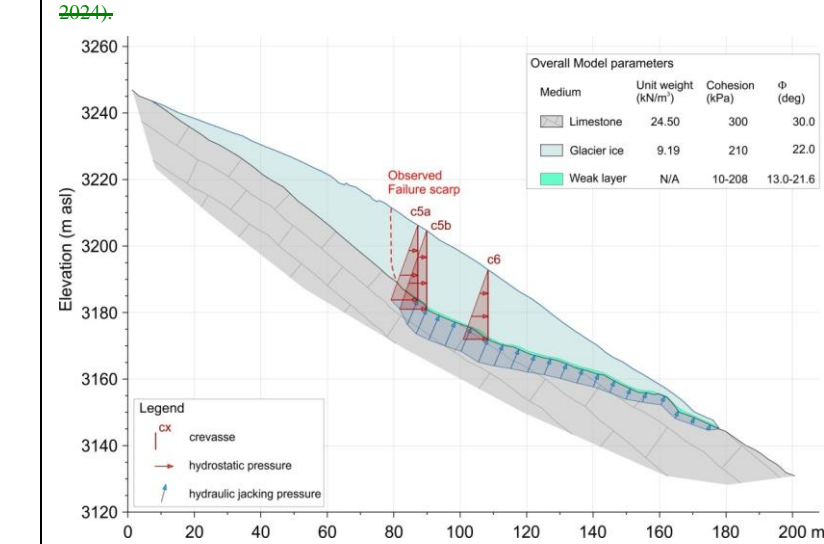 2024).
3260
3240
3220
3200
3180
3160
3140
3120
Elevation (m asl)
0 20 40 60 80 100 120 140 160 180 200 m
Overall Model parameters
Medium Unit weight (kN/m³) Cohesion (kPa) Φ (deg)
Limestone 24.50 300 30.0
Glacier ice 9.19 210 22.0
Weak layer N/A 10-208 13.0-21.6
Observed
Failure scarp
c5a
c5b
c6
Legend
cx crevasse
hydrostatic pressure
hydraulic jacking pressure